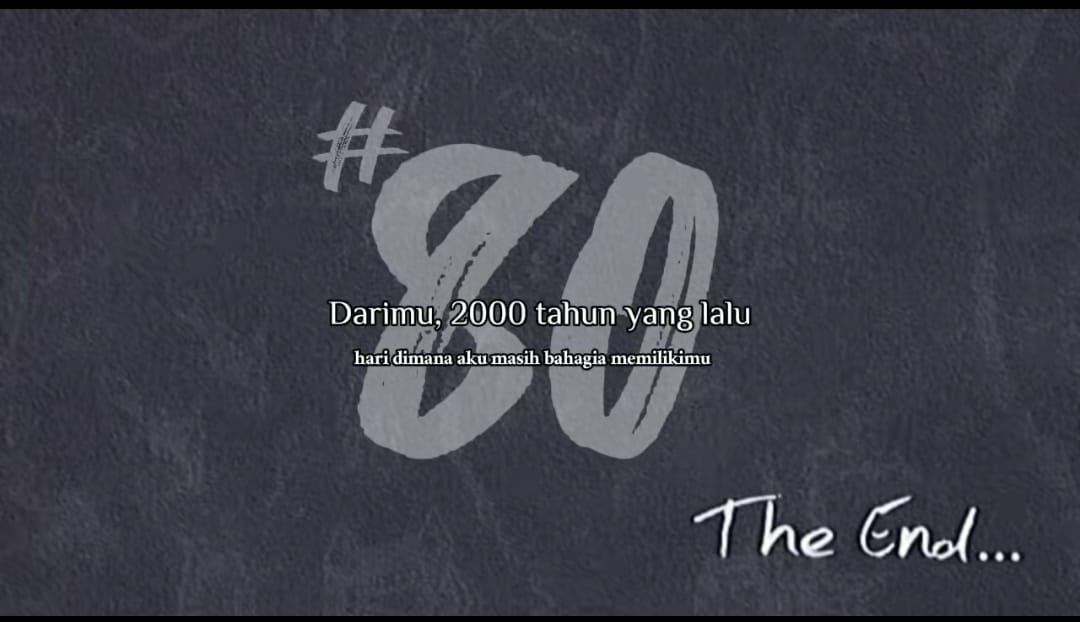 #80
Darimu, 2000 tahun yang lalu
hari dimana aku masih bahagia memilikimu
The End...